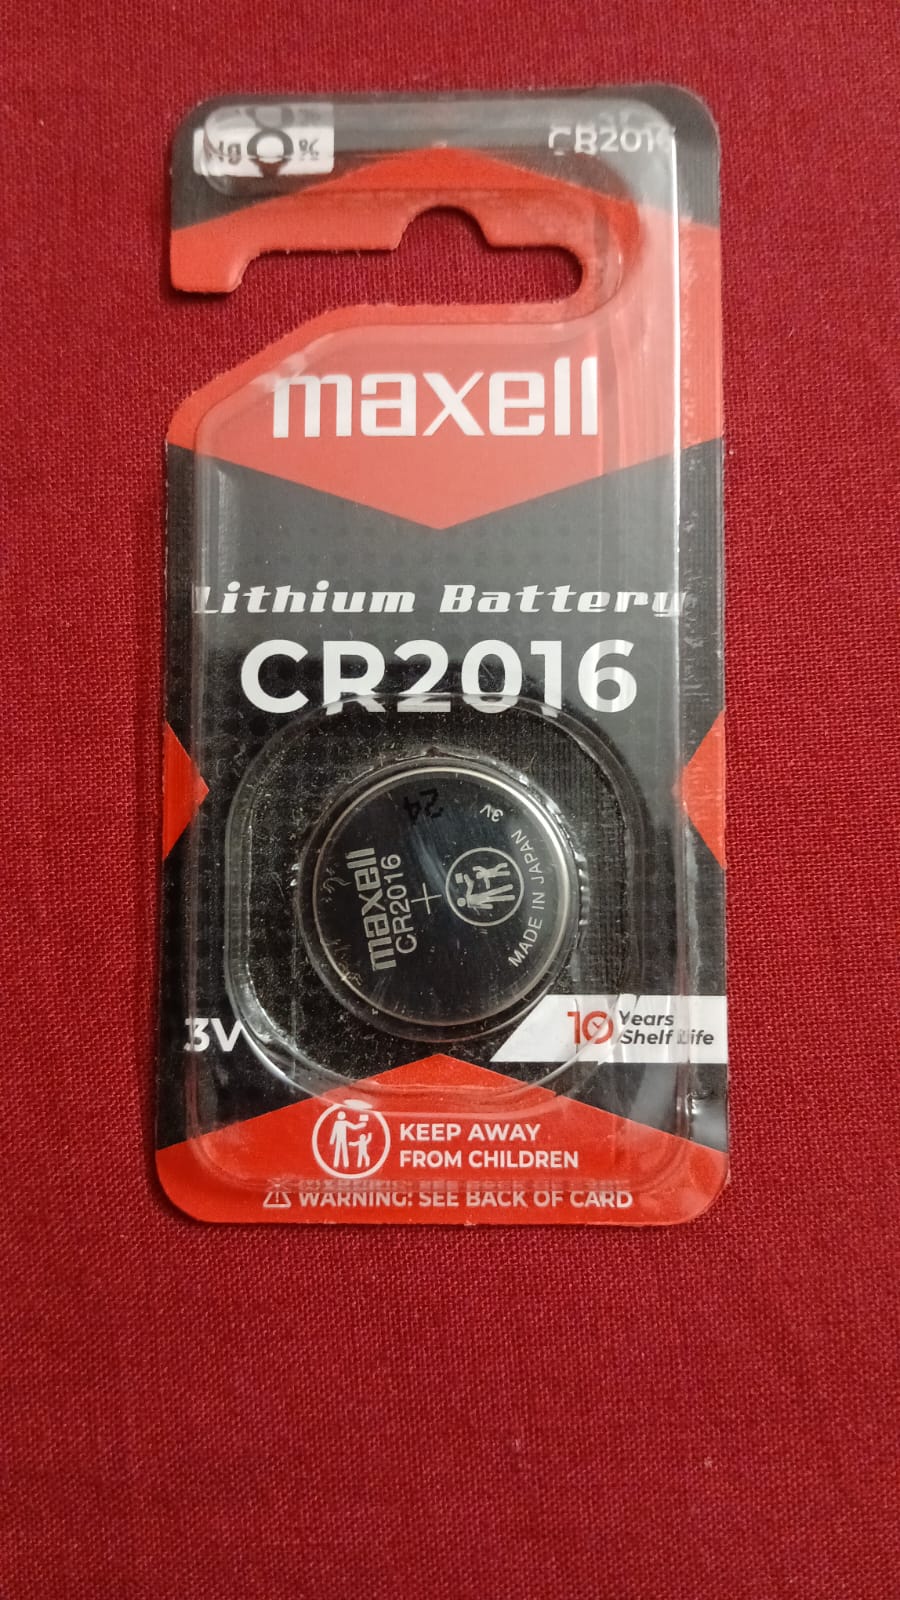 Hg 0%
CR2016
maxell
Lithium Battery
CR2016
24
3V
maxell
CR2016
+
MADE IN JAPAN
3V
10 Years
Shelf Life
KEEP AWAY
FROM CHILDREN
WARNING: SEE BACK OF CARD